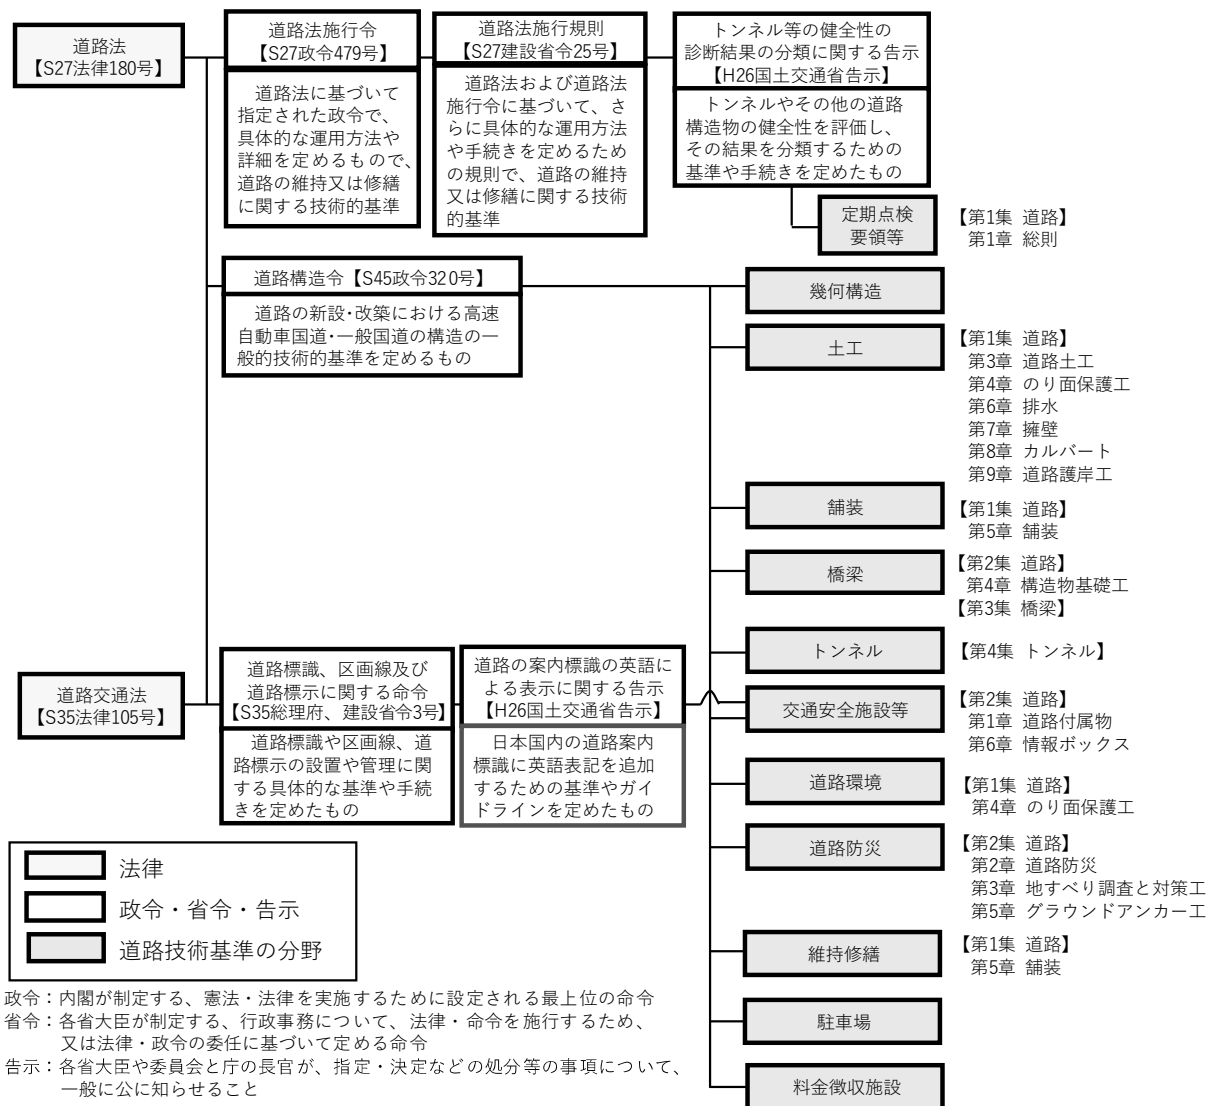 道路法
【S27法律180号】
道路法施行令
【S27政令479号】
道路法に基づいて
指定された政令で、
具体的な運用方法や
詳細を定めるもので、
道路の維持又は修繕
に関する技術的基準
道路法施行規則
【S27建設省令25号】
道路法および道路法
施行令に基づいて、さ
らに具体的な運用方法
や手続きを定めるため
の規則で、道路の維持
又は修繕に関する技術
的基準
トンネル等の健全性の
診断結果の分類に関する告示
【H26国土交通省告示】
トンネルやその他の道路
構造物の健全性を評価し、
その結果を分類するための
基準や手続きを定めたもの
定期点検
要領等
【第1集 道路】
第1章 総則
道路構造令【S45政令320号】
道路の新設・改築における高速
自動車国道・一般国道の構造の一
般的技術的基準を定めるもの
幾何構造
土工
【第1集 道路】
第3章 道路土工
第4章 のり面保護工
第6章 排水
第7章 擁壁
第8章 カルバート
第9章 道路護岸工
舗装
【第1集 道路】
第5章 舗装
橋梁
【第2集 道路】
第4章 構造物基礎工
【第3集 橋梁】
トンネル
【第4集 トンネル】
道路交通法
【S35法律105号】
道路標識、区画線及び
道路標示に関する命令
【S35総理府、建設省令3号】
道路標識や区画線、道
路標示の設置や管理に関
する具体的な基準や手続
きを定めたもの
道路の案内標識の英語に
よる表示に関する告示
【H26国土交通省告示】
日本国内の道路案内
標識に英語表記を追加
するための基準やガイ
ドラインを定めたもの
交通安全施設等
【第2集 道路】
第1章 道路付属物
第6章 情報ボックス
道路環境
【第1集 道路】
第4章 のり面保護工
道路防災
【第2集 道路】
第2章 道路防災
第3章 地すべり調査と対策工
第5章 グラウンドアンカー工
維持修繕
【第1集 道路】
第5章 舗装
駐車場
料金徴収施設
法律
政令・省令・告示
道路技術基準の分野
政令：内閣が制定する、憲法・法律を実施するために設定される最上位の命令
省令：各省大臣が制定する、行政事務について、法律・命令を施行するため、
又は法律・政令の委任に基づいて定める命令
告示：各省大臣や委員会と庁の長官が、指定・決定などの処分等の事項について、
一般に公に知らせること